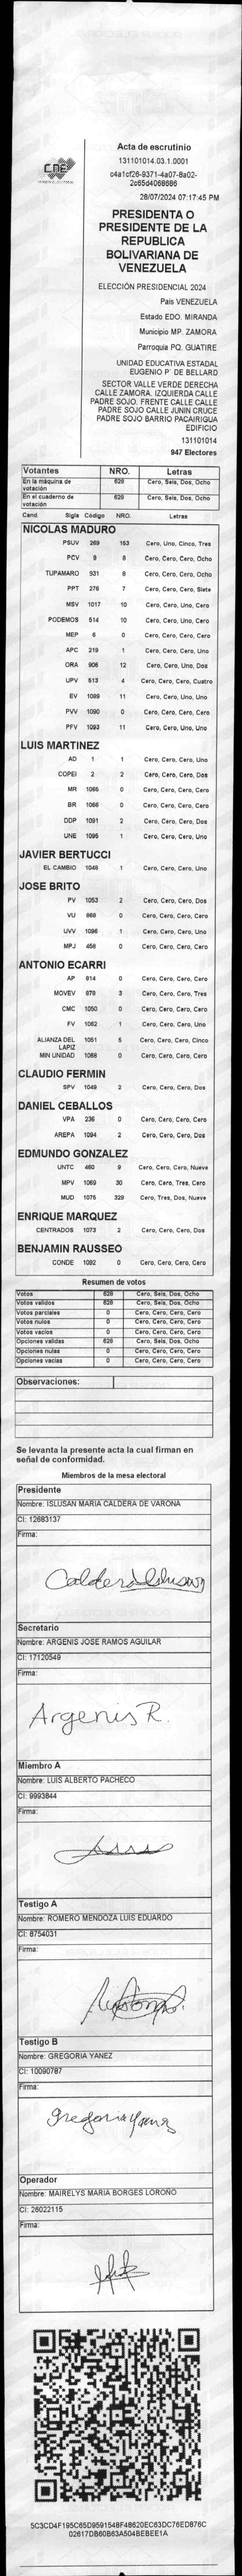 CNE
Acta de escrutinio
131101014.03.1.0001
c4a1cf26-9371-4a07-8a02-
2c65d4068686
28/07/2024 07:17:45 PM
PRESIDENTA O
PRESIDENTE DE LA
REPUBLICA
BOLIVARIANA DE
VENEZUELA
ELECCIÓN PRESIDENCIAL 2024
País VENEZUELA
Estado EDO. MIRANDA
Municipio MP. ZAMORA
Parroquia PQ. GUATIRE
UNIDAD EDUCATIVA ESTADAL
EUGENIO P´ DE BELLARD
SECTOR VALLE VERDE DERECHA
CALLE ZAMORA. IZQUIERDA CALLE
PADRE SOJO. FRENTE CALLE CALLE
PADRE SOJO CALLE JUNIN CRUCE
PADRE SOJO BARRIO PACAIRIGUA
EDIFICIO
131101014
947 Electores
Votantes NRO. Letras
En la máquina de votación 628 Cero, Seis, Dos, Ocho
En el cuaderno de votación 628 Cero, Seis, Dos, Ocho
Cand. Sigla Código NRO. Letras
NICOLAS MADURO
PSUV 269 153 Cero, Uno, Cinco, Tres
PCV 8 Cero, Cero, Cero, Ocho
TUPAMARO 931 8 Cero, Cero, Cero, Ocho
PPT 276 7 Cero, Cero, Cero, Siete
MSV 1017 10 Cero, Cero, Uno, Cero
PODEMOS 514 10 Cero, Cero, Uno, Cero
MEP 6 0 Cero, Cero, Cero, Cero
APC 219 1 Cero, Cero, Cero, Uno
ORA 906 12 Cero, Cero, Uno, Dos
UPV 513 4 Cero, Cero, Cero, Cuatro
EV 1089 11 Cero, Cero, Uno, Uno
PVV 1090 0 Cero, Cero, Cero, Cero
PFV 1093 11 Cero, Cero, Uno, Uno
LUIS MARTINEZ
AD 1 1 Cero, Cero, Cero, Uno
COPEI 2 2 Cero, Cero, Cero, Dos
MR 1065 0 Cero, Cero, Cero, Cero
BR 1066 0 Cero, Cero, Cero, Cero
DDP 1091 2 Cero, Cero, Cero, Dos
UNE 1095 1 Cero, Cero, Cero, Uno
JAVIER BERTUCCI
EL CAMBIO 1048 1 Cero, Cero, Cero, Uno
JOSE BRITO
PV 1053 2 Cero, Cero, Cero, Dos
VU 868 0 Cero, Cero, Cero, Cero
UVV 1096 1 Cero, Cero, Cero, Uno
MPJ 458 0 Cero, Cero, Cero, Cero
ANTONIO ECARRI
AP 814 0 Cero, Cero, Cero, Cero
MOVEV 879 3 Cero, Cero, Cero, Tres
CMC 1050 0 Cero, Cero, Cero, Cero
FV 1062 1 Cero, Cero, Cero, Uno
ALIANZA DEL LAPIZ 1051 5 Cero, Cero, Cero, Cinco
MIN UNIDAD 1068 0 Cero, Cero, Cero, Cero
CLAUDIO FERMIN
SPV 1049 2 Cero, Cero, Cero, Dos
DANIEL CEBALLOS
VPA 236 0 Cero, Cero, Cero, Cero
AREPA 1094 2 Cero, Cero, Cero, Dos
EDMUNDO GONZALEZ
UNTC 460 9 Cero, Cero, Cero, Nueve
MPV 1069 30 Cero, Cero, Tres, Cero
MUD 1075 329 Cero, Tres, Dos, Nueve
ENRIQUE MARQUEZ
CENTRADOS 1073 2 Cero, Cero, Cero, Dos
BENJAMIN RAUSSEO
CONDE 1092 0 Cero, Cero, Cero, Cero
Resumen de votos
Votos 628 Cero, Seis, Dos, Ocho
Votos validos 628 Cero, Seis, Dos, Ocho
Votos parciales 0 Cero, Cero, Cero, Cero
Votos nulos 0 Cero, Cero, Cero, Cero
Votos vacíos 0 Cero, Cero, Cero, Cero
Opciones validas 628 Cero, Seis, Dos, Ocho
Opciones nulas 0 Cero, Cero, Cero, Cero
Opciones vacias 0 Cero, Cero, Cero, Cero
Observaciones:
Se levanta la presente acta la cual firman en
señal de conformidad.
Miembros de la mesa electoral
Presidente
Nombre: ISLUSAN MARIA CALDERA DE VARONA
CI: 12683137
Firma:
Caldera Islusan
Secretario
Nombre: ARGENIS JOSE RAMOS AGUILAR
CI: 17120549
Firma:
Argenis R.
Miembro A
Nombre: LUIS ALBERTO PACHECO
CI: 9993844
Firma:
Testigo A
Nombre: ROMERO MENDOZA LUIS EDUARDO
CI: 8754031
Firma:
Testigo B
Nombre: GREGORIA YANEZ
CI: 10090787
Firma:
Gregoria Yanez
Operador
Nombre: MAIRELYS MARIA BORGES LOROÑO
CI: 26022115
Firma:
5C3CD4F195C65D9591548F48620EC63DC76ED876C
02617DB60B63A504BEBEE1A